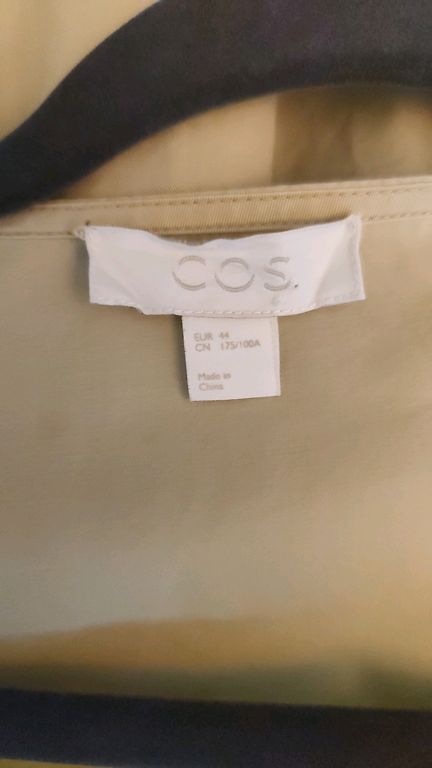 COS
EUR 44
CN 175/100A
Made in
China